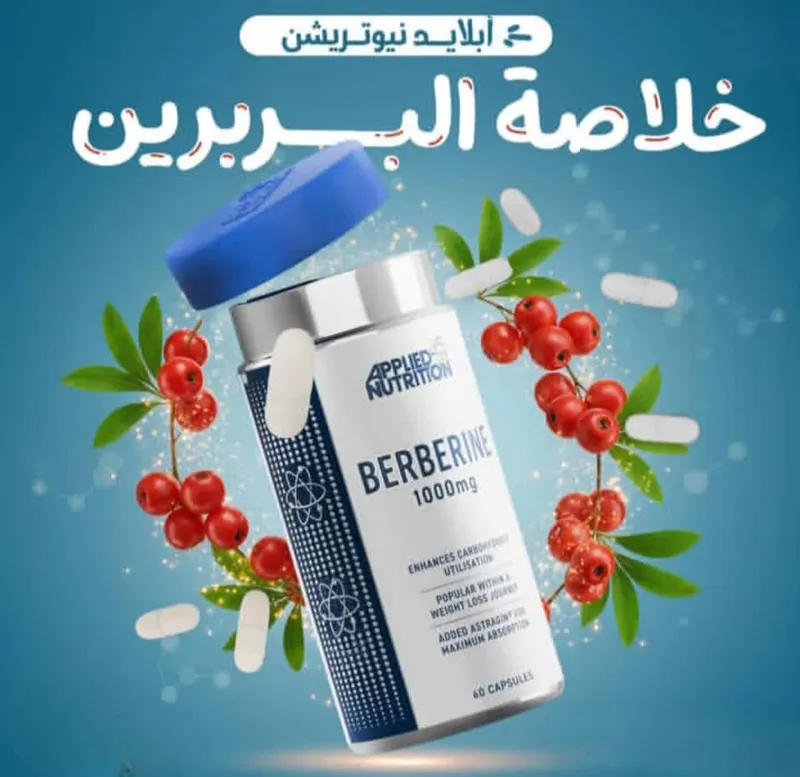 أبلايد نيوتريشن
خلاصة البربرين
APPLIED
NUTRITION
BERBERINE
1000mg
ENHANCES CARBOHYDRATE
UTILISATION
POPULAR WITHIN A
WEIGHT LOSS JOURNEY
ADDED ASTRAGIN® FOR
MAXIMUM ABSORPTION
60 CAPSULES